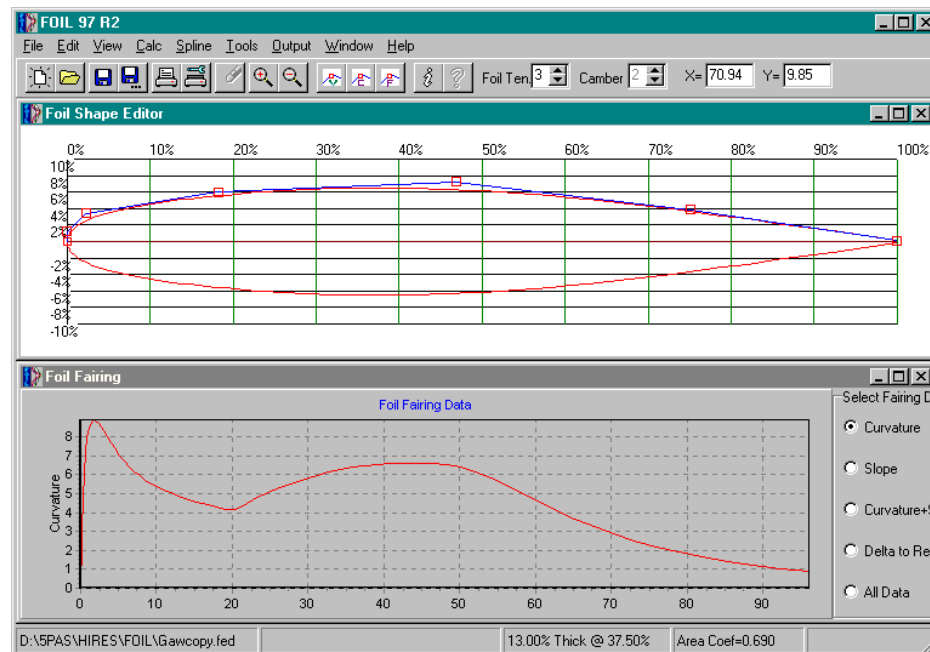 FOIL 97 R2
File Edit View Calc Spline Tools Output Window Help
Foil Ten. 3 Camber 2 X= 70.94 Y= 9.85
Foil Shape Editor
0% 10% 20% 30% 40% 50% 60% 70% 80% 90% 100%
10%
8%
6%
4%
2%
-2%
-4%
-6%
-8%
-10%
Foil Fairing
Select Fairing D
Foil Fairing Data
Curvature
8
7
6
5
4
3
2
1
0
0 10 20 30 40 50 60 70 80 90
Curvature
Slope
Curvature+S
Delta to Re
All Data
D:\5PAS\HIRES\FOIL\Gawcopy.fed 13.00% Thick @ 37.50% Area Coef=0.690